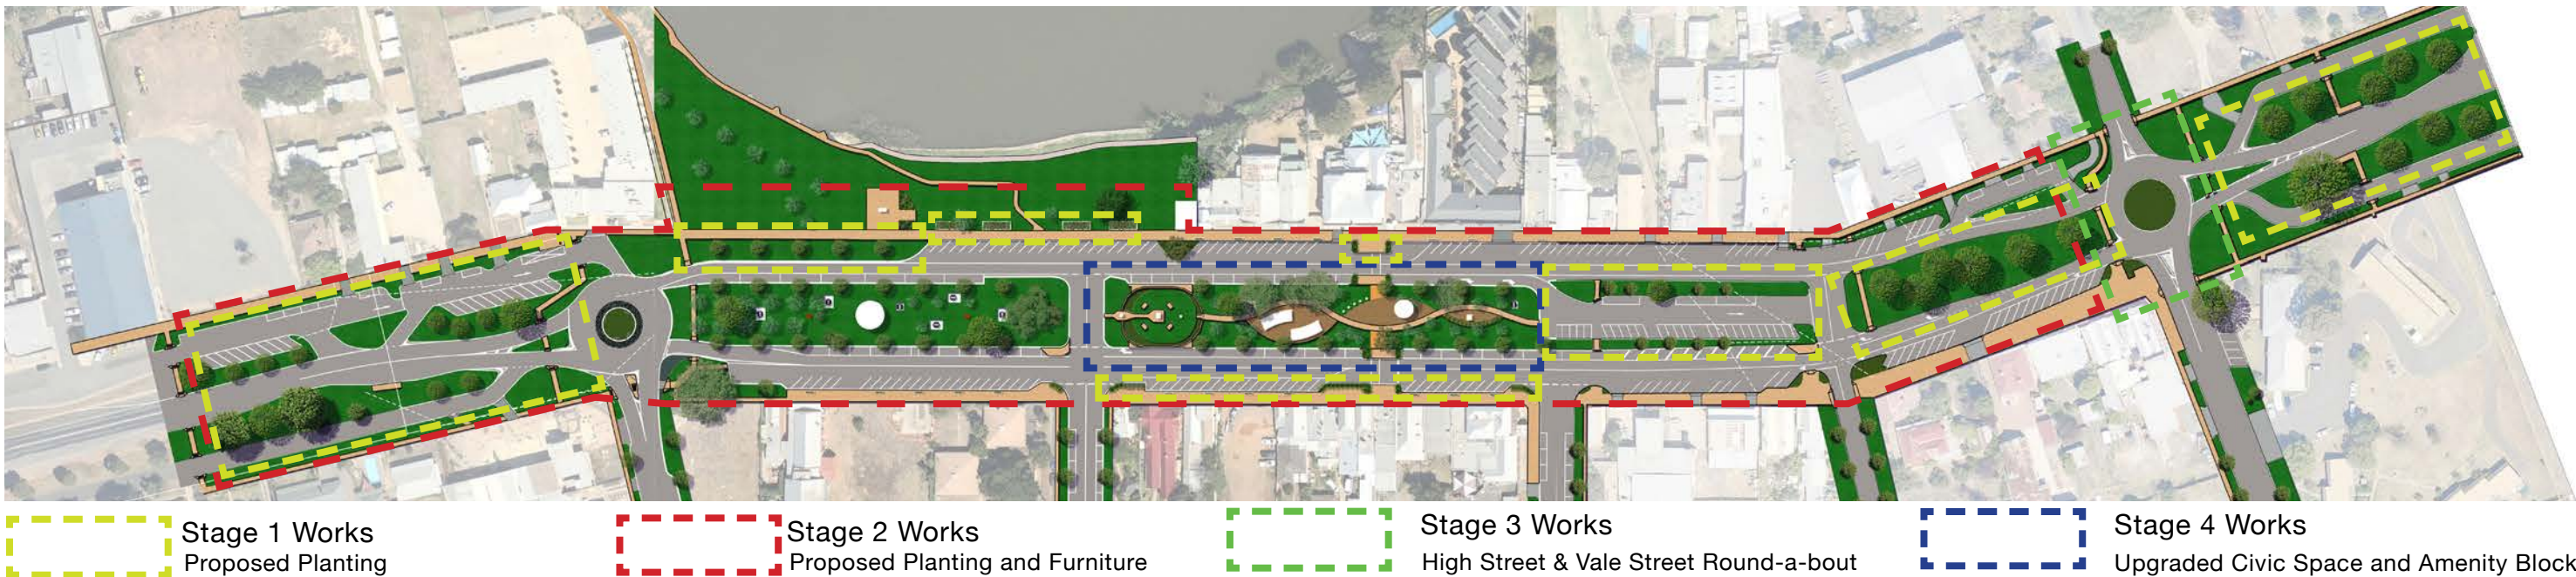 Stage 1 Works
Proposed Planting
Stage 2 Works
Proposed Planting and Furniture
Stage 3 Works
High Street & Vale Street Round-a-bout
Stage 4 Works
Upgraded Civic Space and Amenity Block